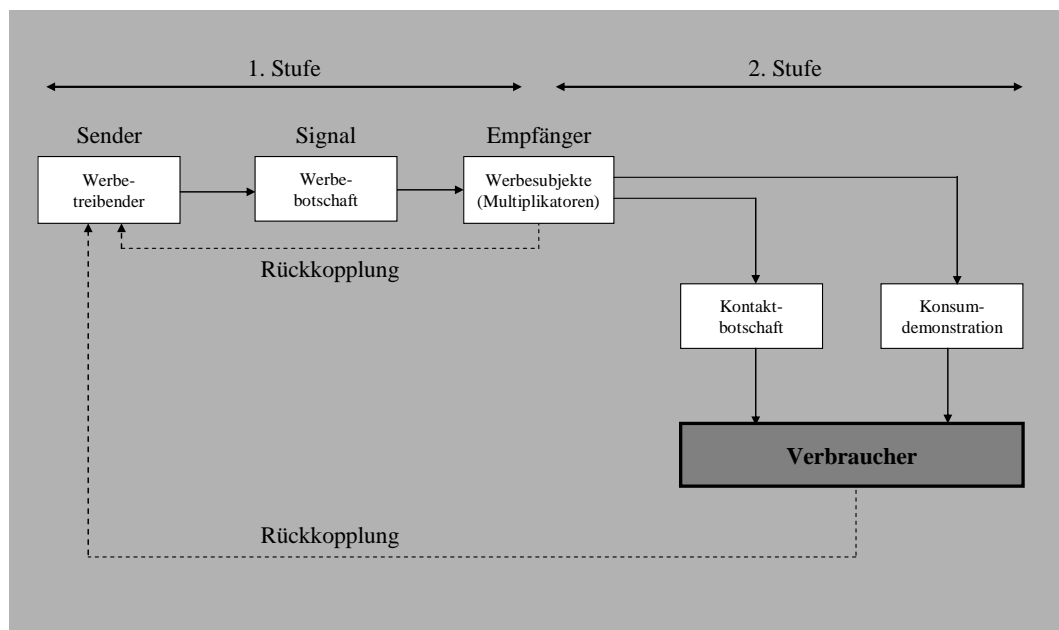 1. Stufe
2. Stufe
Sender
Signal
Empfänger
Werbe-
treibender
Werbe-
botschaft
Werbesubjekte
(Multiplikatoren)
Rückkopplung
Kontakt-
botschaft
Konsum-
demonstration
Verbraucher
Rückkopplung